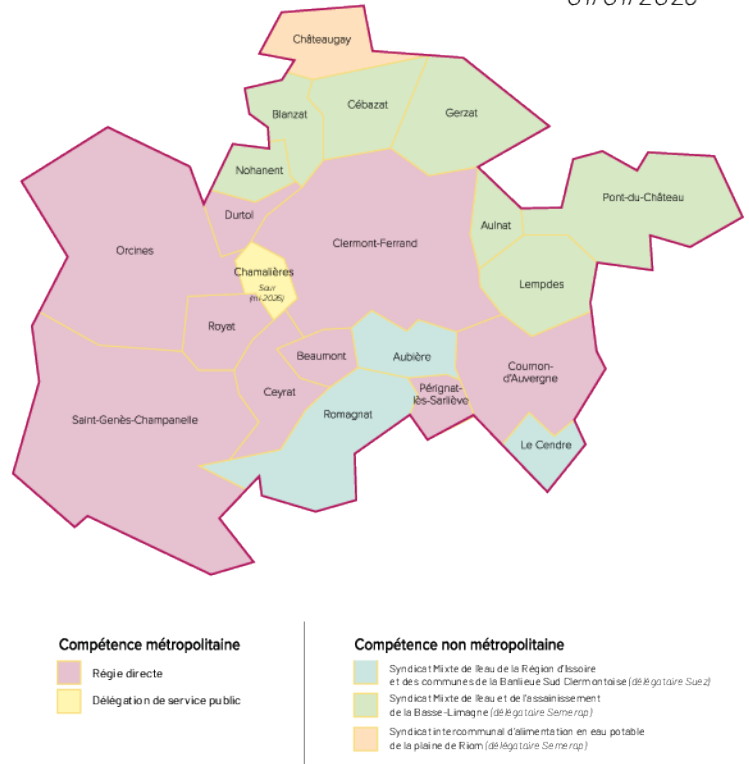 Châteaugay
Cébazat
Blanzat
Gerzat
Nohanent
Pont-du-Château
Durtol
Aulnat
Orcines
Clermont-Ferrand
Chamalières
Saur
(mi-2026)
Lempdes
Royat
Beaumont
Aubière
Cournon-
d'Auvergne
Ceyrat
Pérignat-
lès-Sarliève
Saint-Genès-Champanelle
Romagnat
Le Cendre
Compétence métropolitaine
Régie directe
Délégation de service public
Compétence non métropolitaine
Syndicat Mixte de l'eau de la Région d'Issoire
et des communes de la Banlieue Sud Clermontoise (délégataire Suez)
Syndicat Mixte de l'eau et de l'assainissement
de la Basse-Limagne (délégataire Semerap)
Syndicat intercommunal d'alimentation en eau potable
de la plaine de Riom (délégataire Semerap)